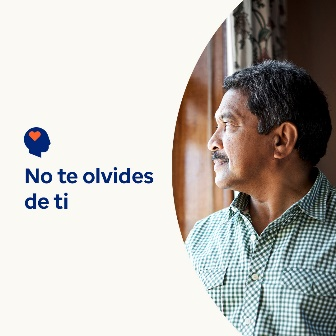 No te olvides
de ti